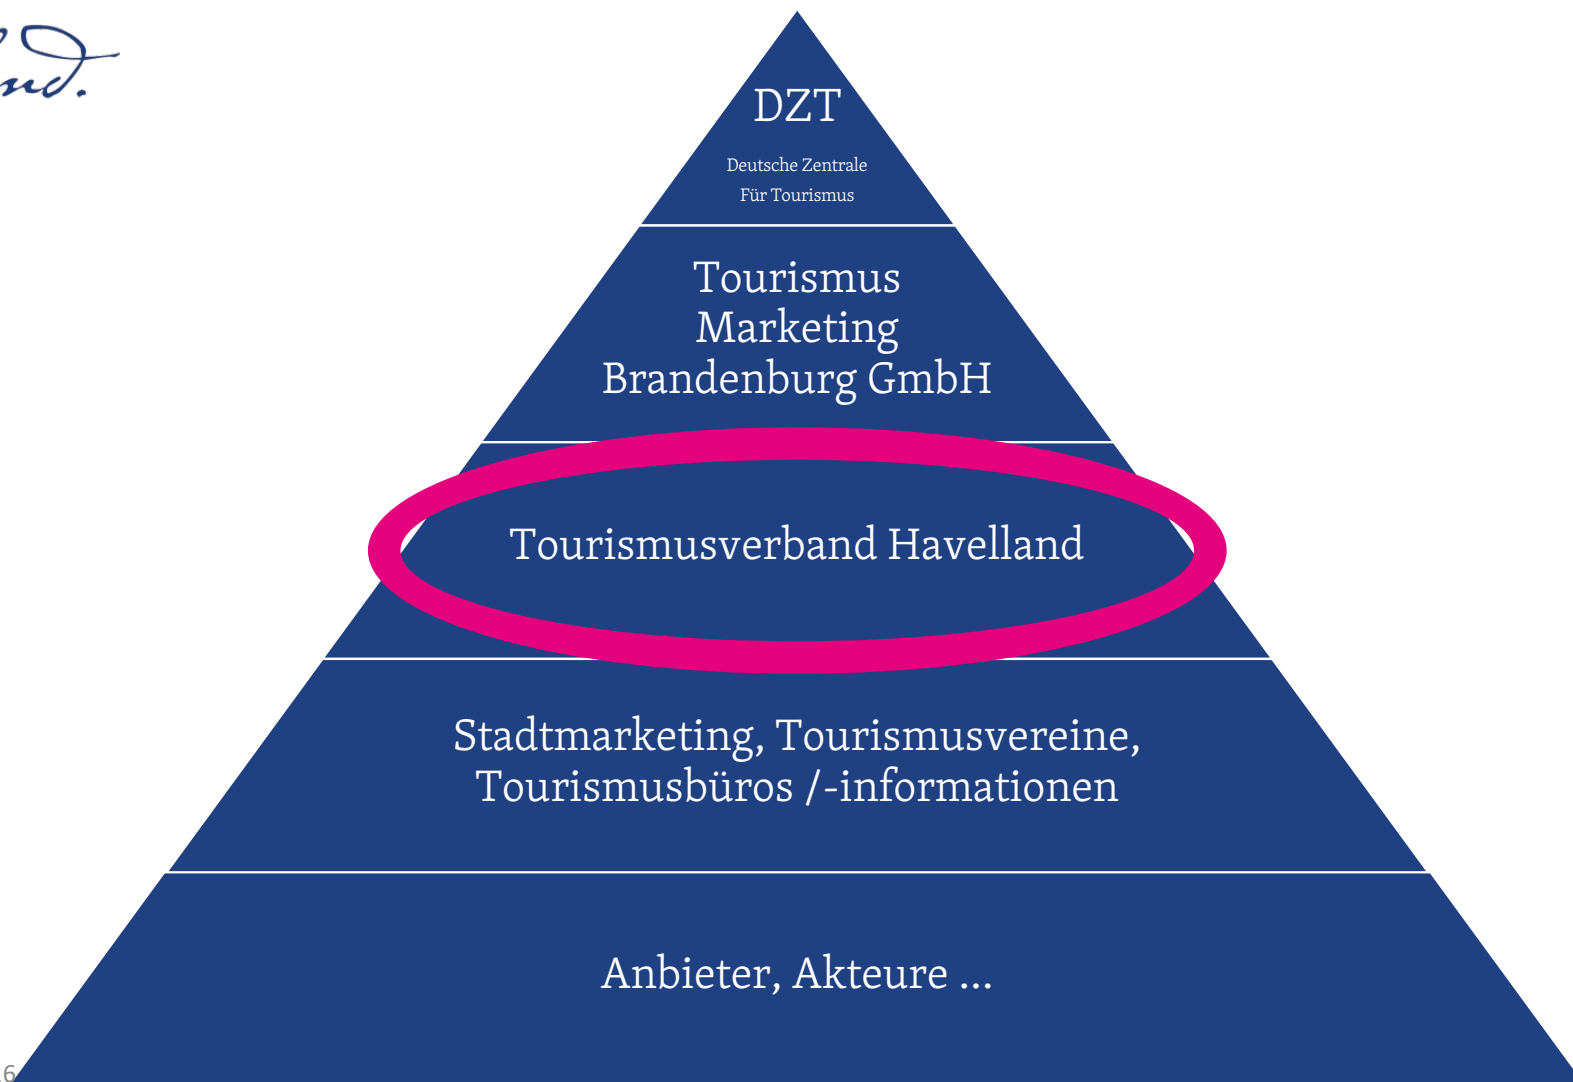 DZT
Deutsche Zentrale
Für Tourismus
Tourismus
Marketing
Brandenburg GmbH
Tourismusverband Havelland
Stadtmarketing, Tourismusvereine,
Tourismusbüros /-informationen
Anbieter, Akteure ...